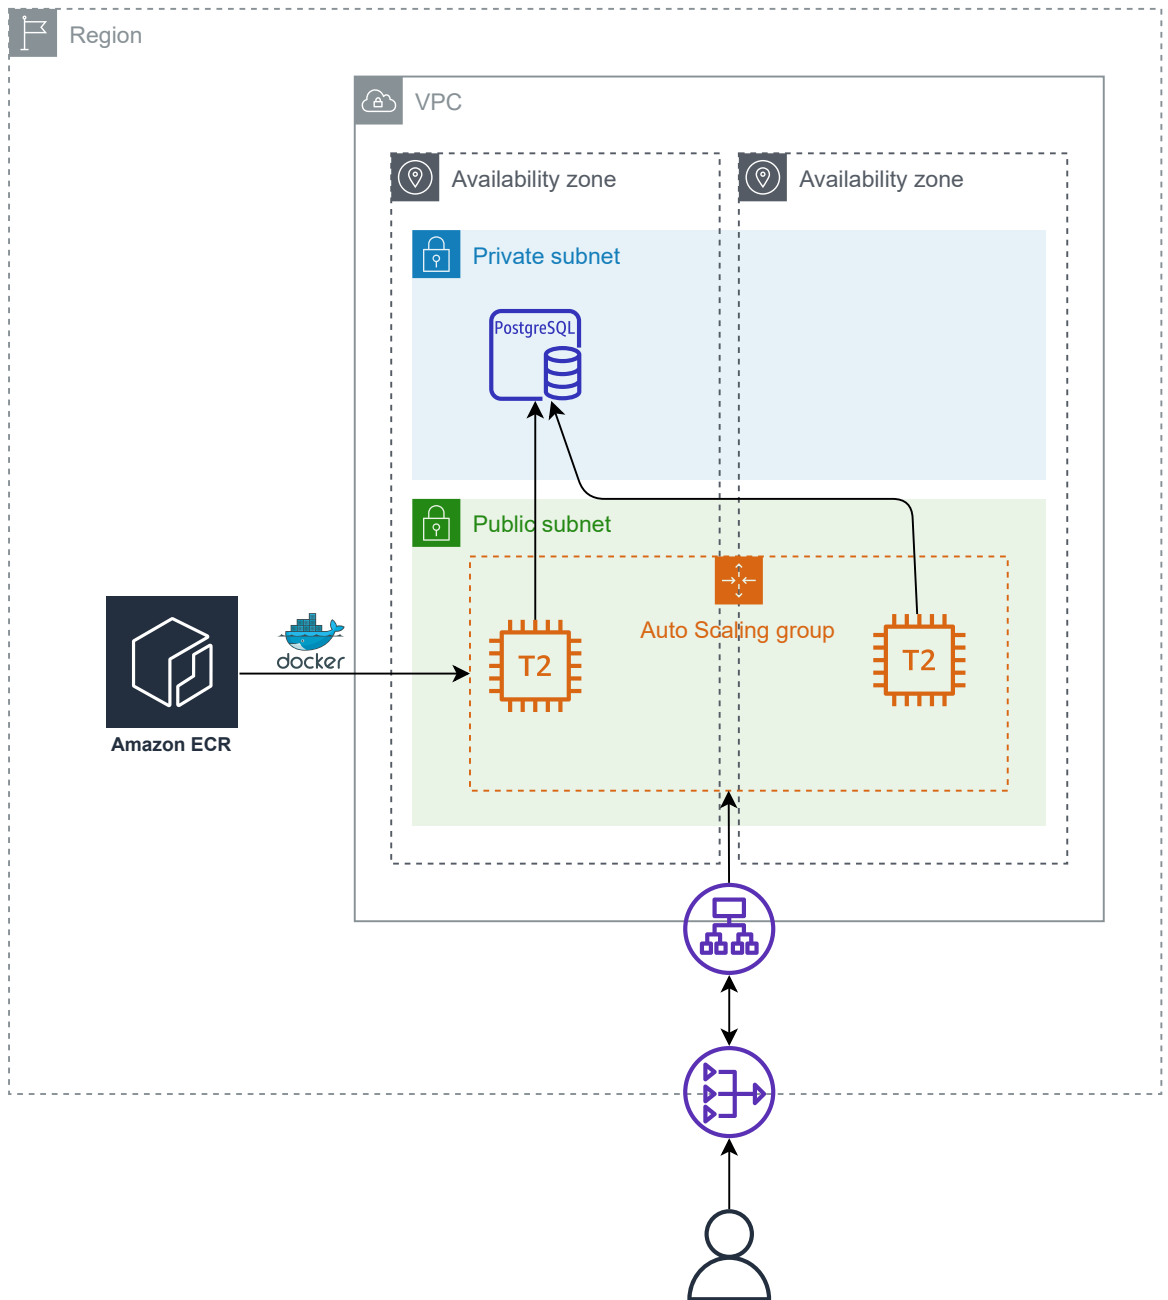 Region
VPC
Availability zone
Availability zone
Private subnet
PostgreSQL
Public subnet
Auto Scaling group
T2
T2
docker
Amazon ECR